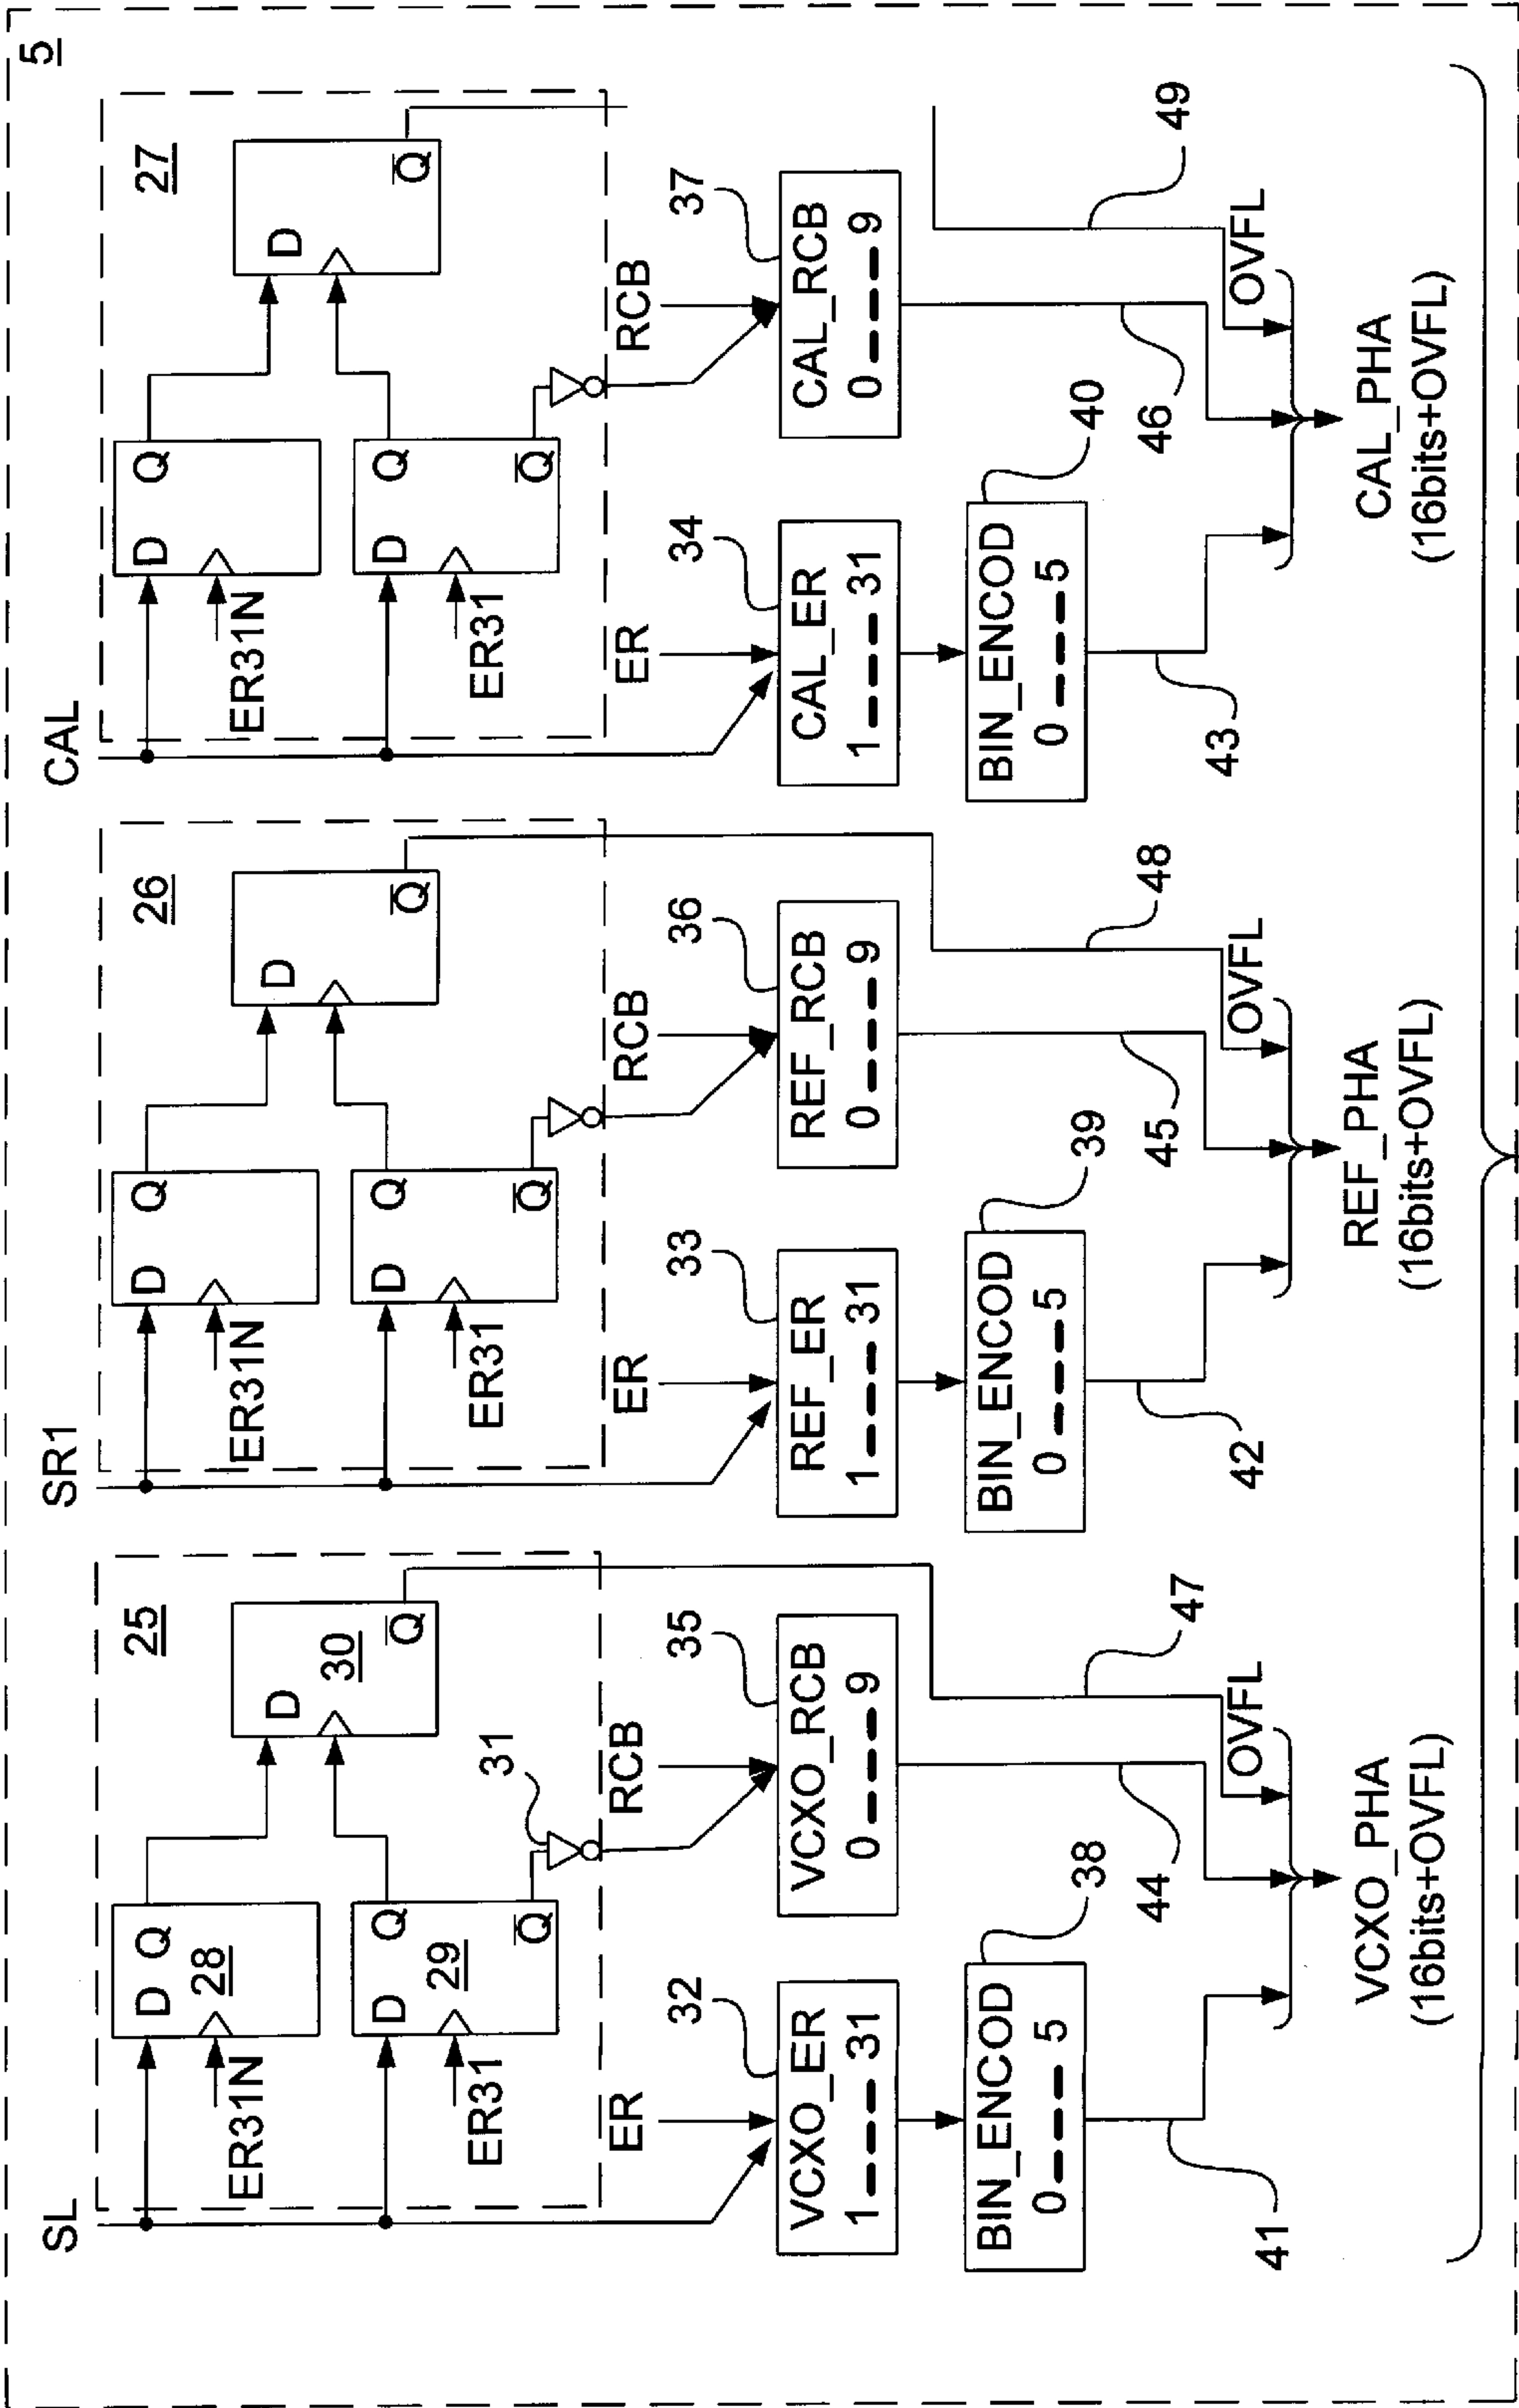 5
SL
25
D Q
28
ER31N
D Q
29
Q
ER31
D
30
Q
31
ER
RCB
32
VCXO_ER
1 31
35
VCXO_RCB
0 9
38
BIN_ENCOD
0 5
41
44
47
OVFL
VCXO_PHA
(16bits+OVFL)
SR1
26
D Q
ER31N
D Q
Q
ER31
D
Q
ER
RCB
33
REF_ER
1 31
36
REF_RCB
0 9
39
BIN_ENCOD
0 5
42
45
48
OVFL
REF_PHA
(16bits+OVFL)
CAL
27
D Q
ER31N
D Q
Q
ER31
D
Q
ER
RCB
34
CAL_ER
1 31
37
CAL_RCB
0 9
40
BIN_ENCOD
0 5
43
46
49
OVFL
CAL_PHA
(16bits+OVFL)